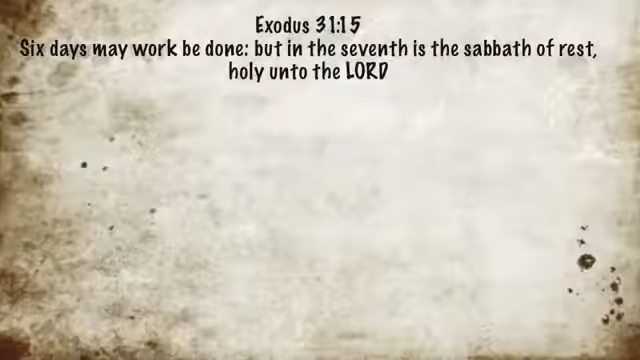 Exodus 31:15
Six days may work be done: but in the seventh is the sabbath of rest,
holy unto the LORD